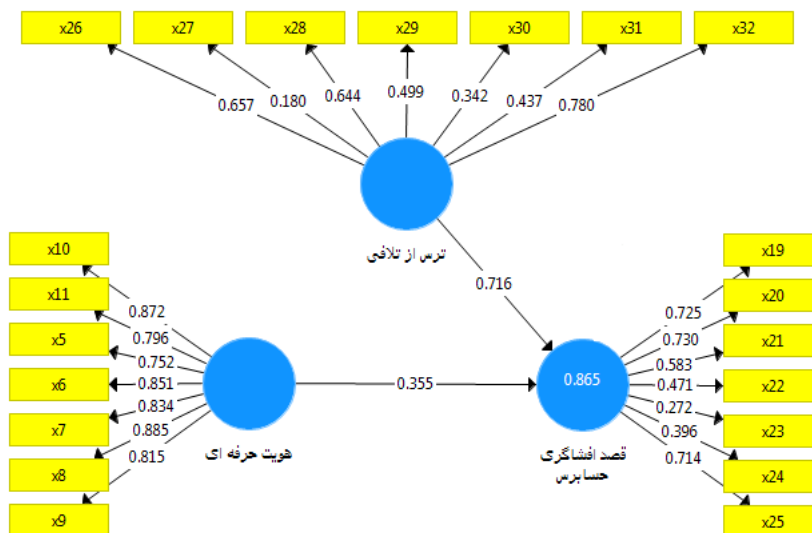 x26
x27
x28
x29
x30
x31
x32
0.657
0.180
0.644
0.499
0.342
0.437
0.780
ترس از تلافی
0.716
x10
x11
x5
x6
x7
x8
x9
0.872
0.796
0.752
0.851
0.834
0.885
0.815
هویت حرفه ای
0.355
0.865
قصد افشاگری
حسابرس
0.725
0.730
0.583
0.471
0.272
0.396
0.714
x19
x20
x21
x22
x23
x24
x25